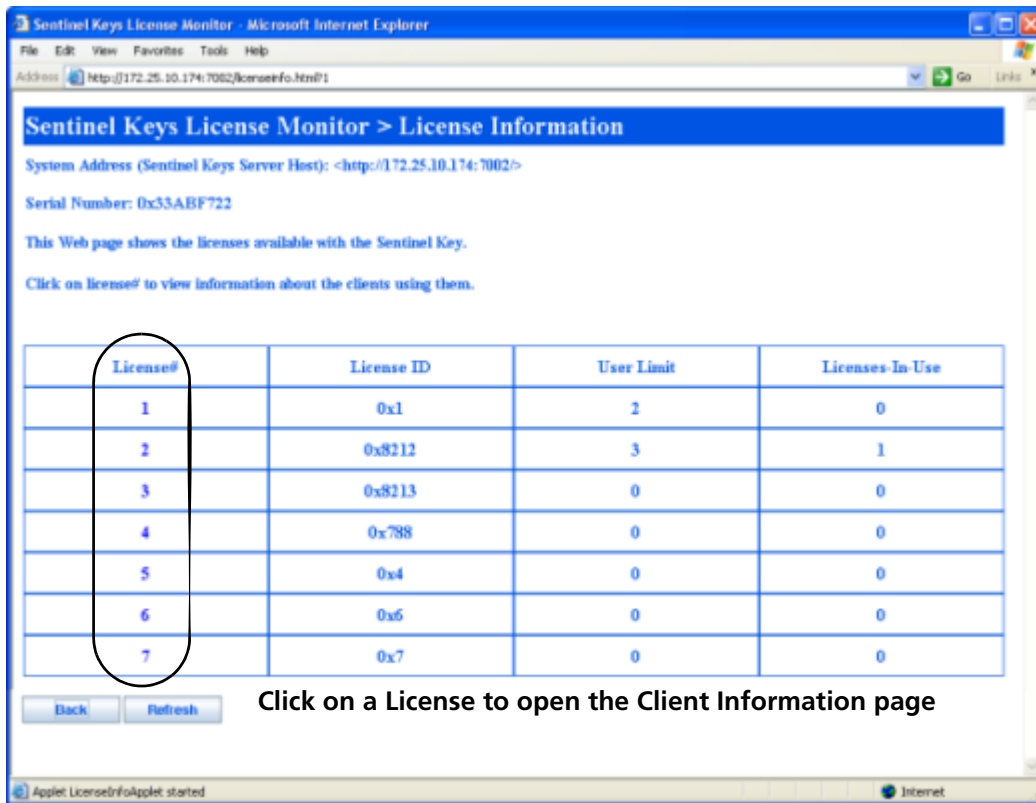 Sentinel Keys License Monitor - Microsoft Internet Explorer
File Edit View Favorites Tools Help
Address http://172.25.10.174:7002/licenseinfo.html?1 Go Links
Sentinel Keys License Monitor > License Information
System Address (Sentinel Keys Server Host): <http://172.25.10.174:7002/>
Serial Number: 0x33ABF722
This Web page shows the licenses available with the Sentinel Key.
Click on license# to view information about the clients using them.
License# License ID User Limit Licenses-In-Use
1 0x1 2 0
2 0x8212 3 1
3 0x8213 0 0
4 0x788 0 0
5 0x4 0 0
6 0x6 0 0
7 0x7 0 0
Back Refresh Click on a License to open the Client Information page
Applet LicenseInfoApplet started Internet